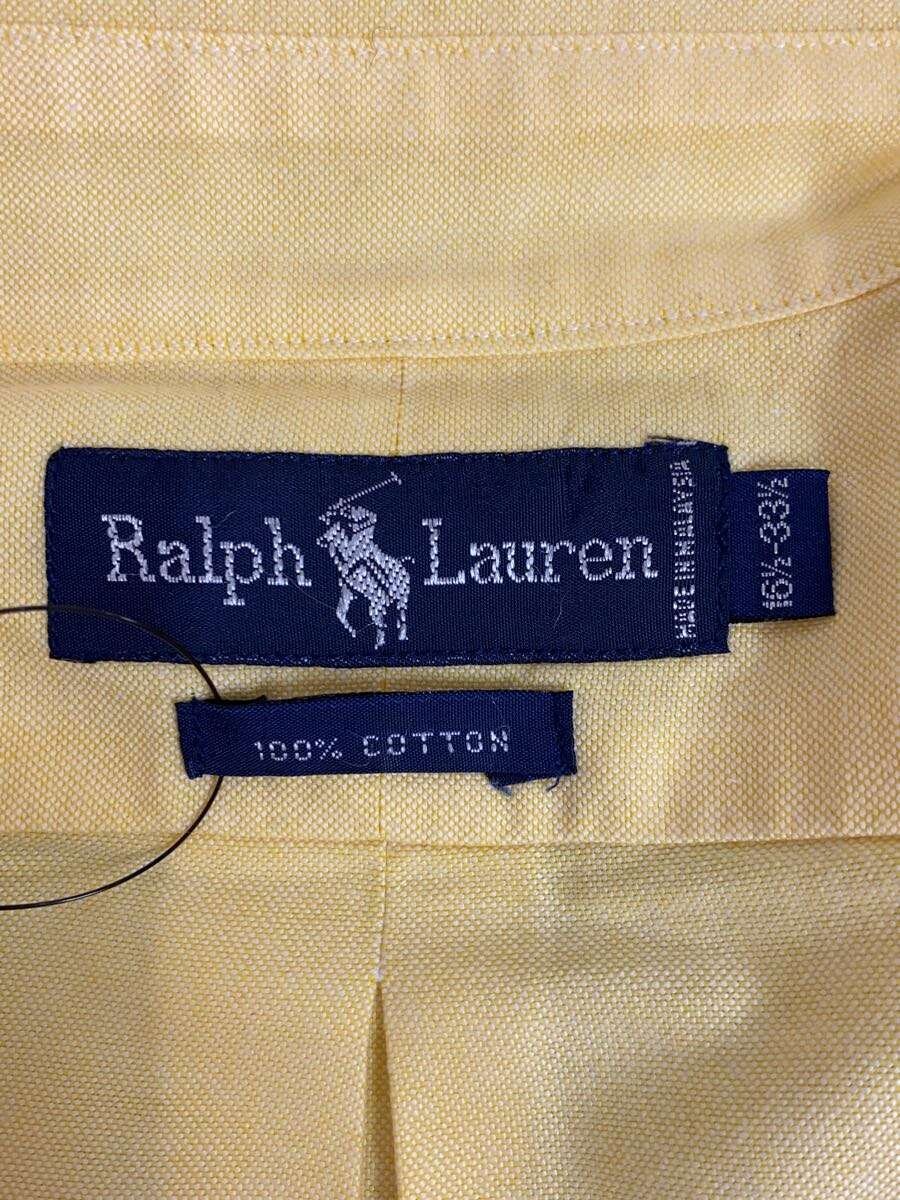 Ralph Lauren
MADE IN MALAYSIA
16½-33½
100% COTTON